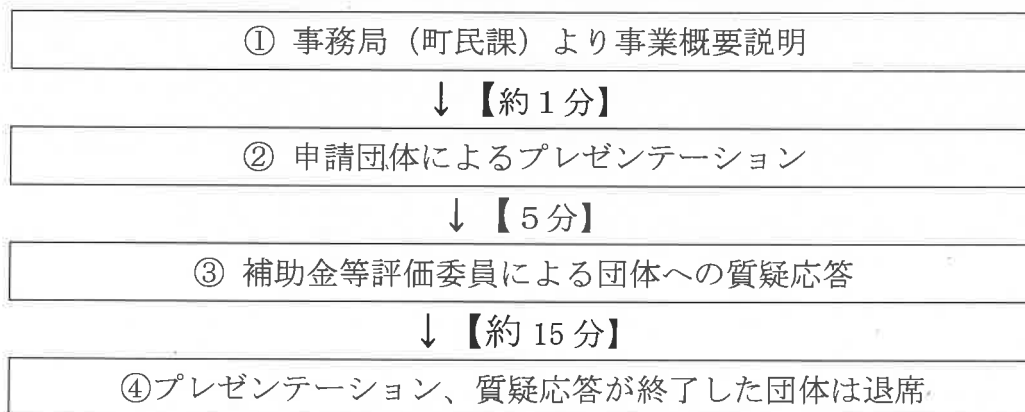 ① 事務局（町民課）より事業概要説明
↓【約１分】
② 申請団体によるプレゼンテーション
↓【５分】
③ 補助金等評価委員による団体への質疑応答
↓【約 15 分】
④プレゼンテーション、質疑応答が終了した団体は退席